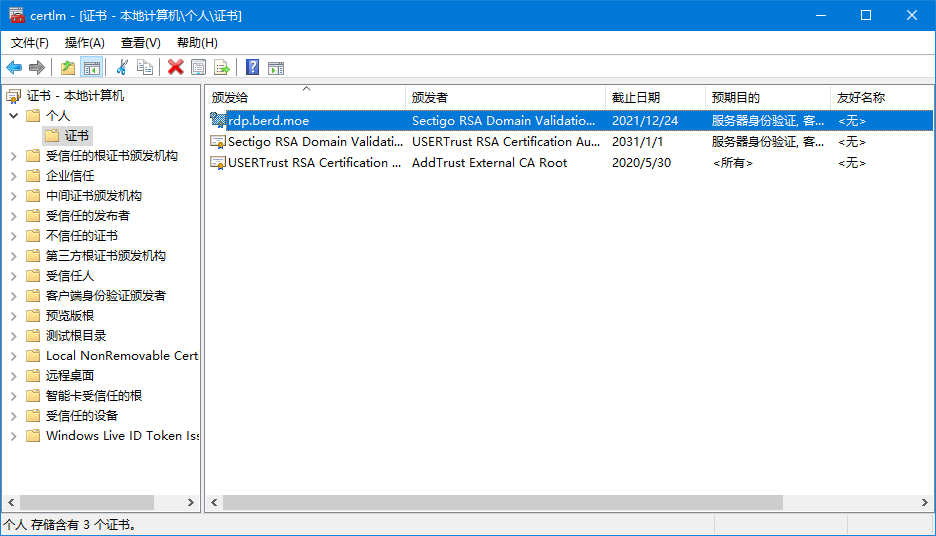 certlm - [证书 - 本地计算机\个人\证书]
文件(F) 操作(A) 查看(V) 帮助(H)
证书 - 本地计算机
个人
证书
受信任的根证书颁发机构
企业信任
中间证书颁发机构
受信任的发布者
不信任的证书
第三方根证书颁发机构
受信任人
客户端身份验证颁发者
预览版根
测试根目录
Local NonRemovable Cert
远程桌面
智能卡受信任的根
受信任的设备
Windows Live ID Token Iss
颁发给 颁发者 截止日期 预期目的 友好名称
rdp.berd.moe Sectigo RSA Domain Validatio... 2021/12/24 服务器身份验证, 客... <无>
Sectigo RSA Domain Validati... USERTrust RSA Certification Au... 2031/1/1 服务器身份验证, 客... <无>
USERTrust RSA Certification ... AddTrust External CA Root 2020/5/30 <所有> <无>
个人 存储含有 3 个证书。